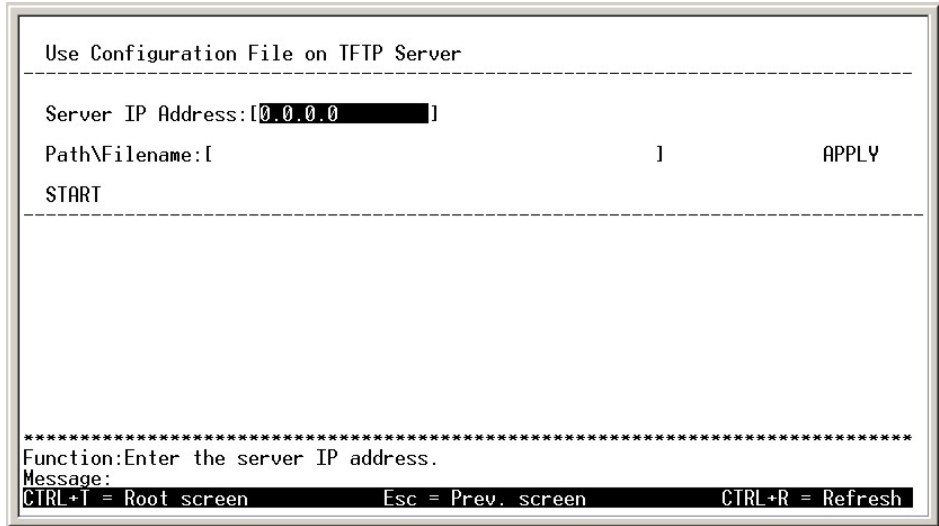 Use Configuration File on TFTP Server
Server IP Address:[0.0.0.0 ]
Path\Filename:[ ] APPLY
START
********************************************************************************
Function:Enter the server IP address.
Message:
CTRL+T = Root screen Esc = Prev. screen CTRL+R = Refresh